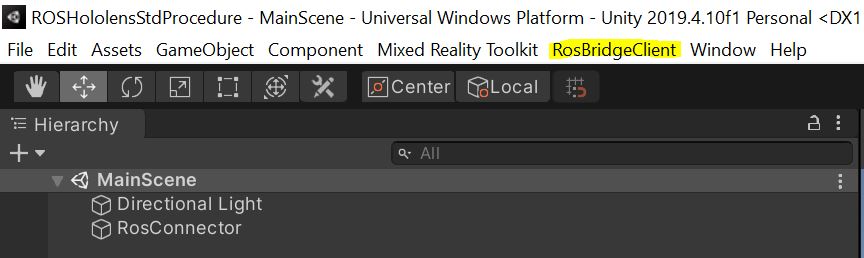 ROSHololensStdProcedure - MainScene - Universal Windows Platform - Unity 2019.4.10f1 Personal <DX1
File Edit Assets GameObject Component Mixed Reality Toolkit RosBridgeClient Window Help
Center Local
Hierarchy
All
MainScene
Directional Light
RosConnector